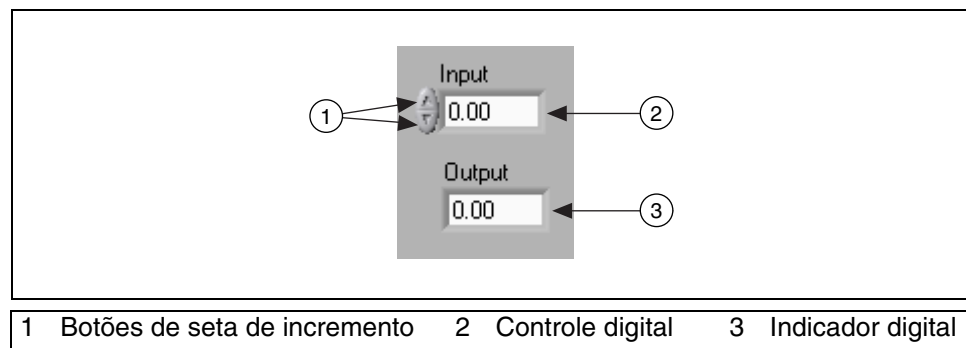 Input
1
0.00
2
Output
0.00
3
1 Botões de seta de incremento 2 Controle digital 3 Indicador digital